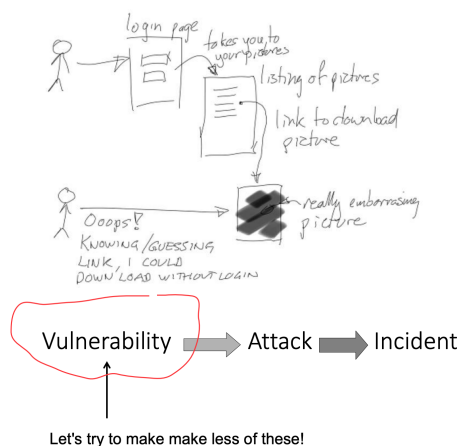 login page
takes you to
your pictures
listing of pictures
link to download
picture
really embarrasing
picture
Ooops!
KNOWING/GUESSING
LINK, I COULD
DOWNLOAD WITHOUT LOGIN
Vulnerability Attack Incident
Let's try to make make less of these!